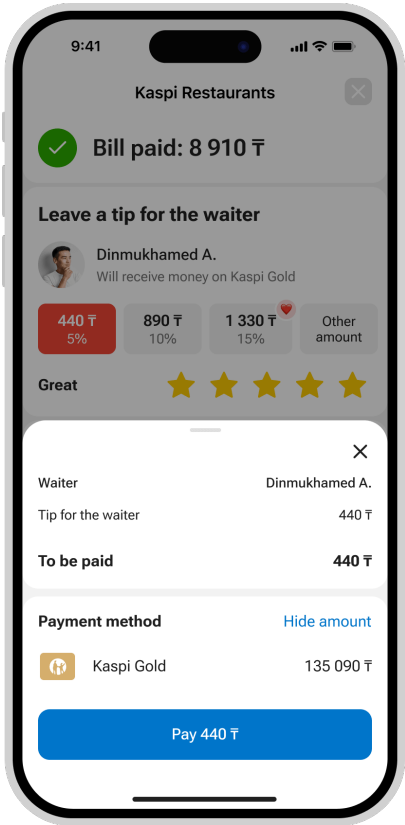 9:41
Kaspi Restaurants
Bill paid: 8 910 ₸
Leave a tip for the waiter
Dinmukhamed A.
Will receive money on Kaspi Gold
440 ₸
5%
890 ₸
10%
1 330 ₸
15%
Other
amount
Great
Waiter Dinmukhamed A.
Tip for the waiter 440 ₸
To be paid 440 ₸
Payment method Hide amount
Kaspi Gold 135 090 ₸
Pay 440 ₸